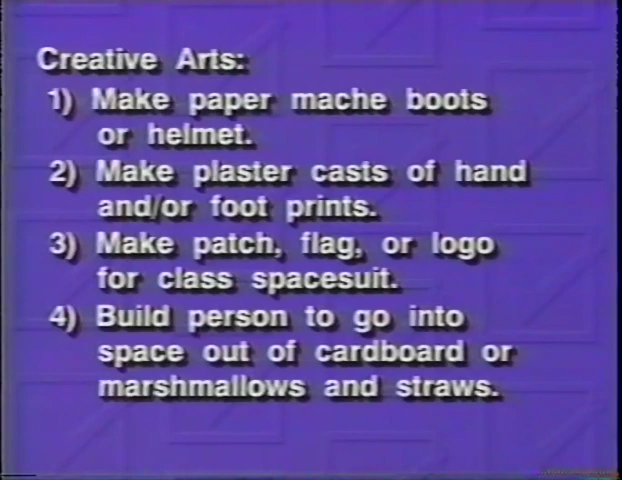 Creative Arts:
1) Make paper mache boots
or helmet.
2) Make plaster casts of hand
and/or foot prints.
3) Make patch, flag, or logo
for class spacesuit.
4) Build person to go into
space out of cardboard or
marshmallows and straws.